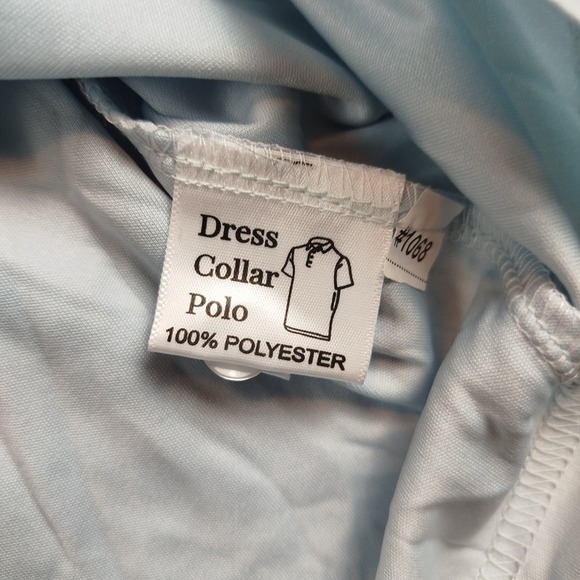 Dress
Collar
Polo
100% POLYESTER
#1068